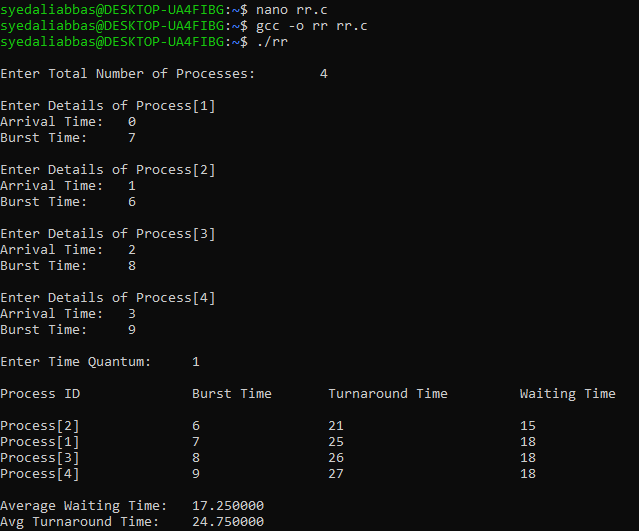 syedaliabbas@DESKTOP-UA4FIBG:~$ nano rr.c
syedaliabbas@DESKTOP-UA4FIBG:~$ gcc -o rr rr.c
syedaliabbas@DESKTOP-UA4FIBG:~$ ./rr
Enter Total Number of Processes: 4
Enter Details of Process[1]
Arrival Time: 0
Burst Time: 7
Enter Details of Process[2]
Arrival Time: 1
Burst Time: 6
Enter Details of Process[3]
Arrival Time: 2
Burst Time: 8
Enter Details of Process[4]
Arrival Time: 3
Burst Time: 9
Enter Time Quantum: 1
Process ID Burst Time Turnaround Time Waiting Time
Process[2] 6 21 15
Process[1] 7 25 18
Process[3] 8 26 18
Process[4] 9 27 18
Average Waiting Time: 17.250000
Avg Turnaround Time: 24.750000